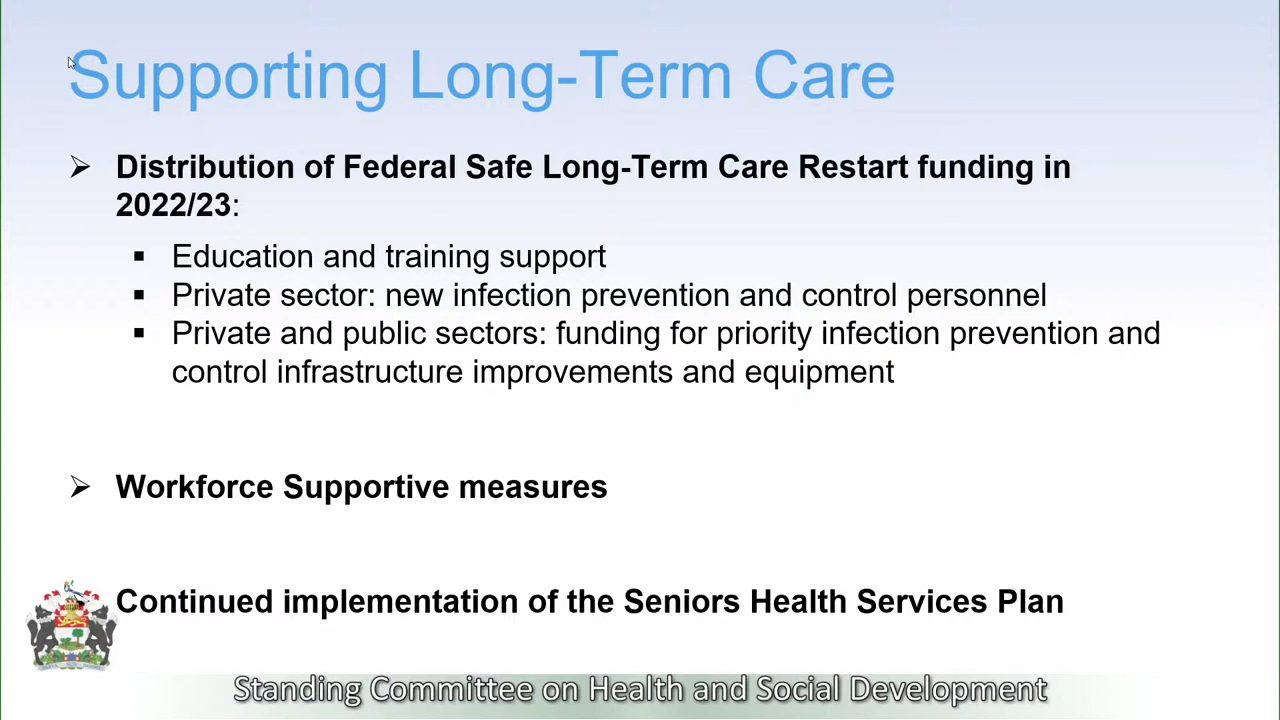 Supporting Long-Term Care
Distribution of Federal Safe Long-Term Care Restart funding in
2022/23:
Education and training support
Private sector: new infection prevention and control personnel
Private and public sectors: funding for priority infection prevention and
control infrastructure improvements and equipment
Workforce Supportive measures
Continued implementation of the Seniors Health Services Plan
Standing Committee on Health and Social Development